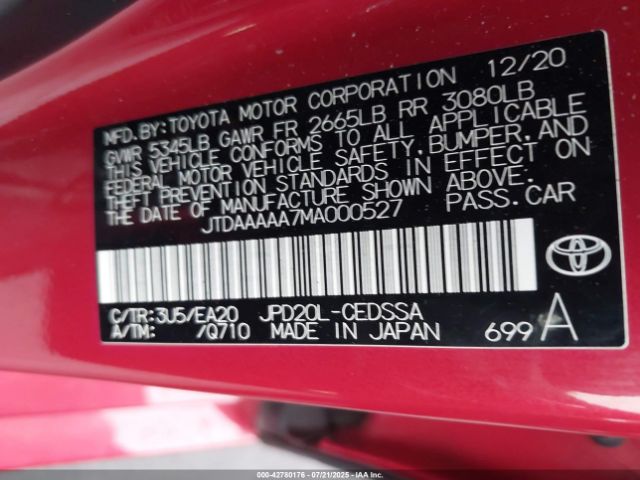 MFD. BY: TOYOTA MOTOR CORPORATION 12/20
GVWR 5345LB GAWR FR 2665LB RR 3080LB
THIS VEHICLE CONFORMS TO ALL APPLICABLE
FEDERAL MOTOR VEHICLE SAFETY, BUMPER, AND
THEFT PREVENTION STANDARDS IN EFFECT ON
THE DATE OF MANUFACTURE SHOWN ABOVE.
JTDAAAAA7MA000527 PASS. CAR
TOYOTA
C/TR: 3U5/EA20 JPD20L-CEDSSA
A/TM: /Q710 MADE IN JAPAN 699 A
000-42780176 - 07/21/2025 - IAAI.COM